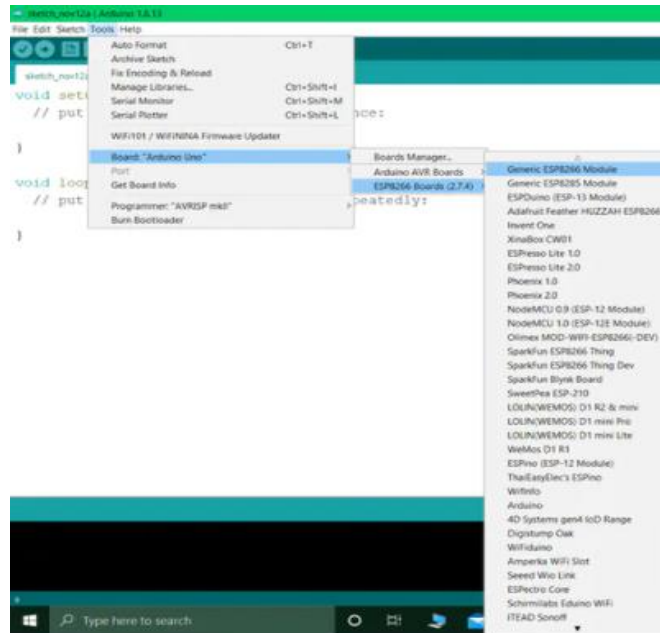 sketch_nov12a | Arduino 1.8.13
File Edit Sketch Tools Help
sketch_nov12a
void set
// put
}
void loop
// put
}
nce:
peatedly:
Auto Format Ctrl+T
Archive Sketch
Fix Encoding & Reload
Manage Libraries... Ctrl+Shift+I
Serial Monitor Ctrl+Shift+M
Serial Plotter Ctrl+Shift+L
WiFi101 / WiFiNINA Firmware Updater
Board: "Arduino Uno"
Port
Get Board Info
Programmer: "AVRISP mkII"
Burn Bootloader
Boards Manager...
Arduino AVR Boards
ESP8266 Boards (2.7.4)
Generic ESP8266 Module
Generic ESP8285 Module
ESPDuino (ESP-13 Module)
Adafruit Feather HUZZAH ESP8266
Invent One
XinaBox CW01
ESPresso Lite 1.0
ESPresso Lite 2.0
Phoenix 1.0
Phoenix 2.0
NodeMCU 0.9 (ESP-12 Module)
NodeMCU 1.0 (ESP-12E Module)
Olimex MOD-WIFI-ESP8266(-DEV)
SparkFun ESP8266 Thing
SparkFun ESP8266 Thing Dev
SparkFun Blynk Board
SweetPea ESP-210
LOLIN(WEMOS) D1 R2 & mini
LOLIN(WEMOS) D1 mini Pro
LOLIN(WEMOS) D1 mini Lite
WeMos D1 R1
ESPino (ESP-12 Module)
ThaiEasyElec's ESPino
WifInfo
Arduino
4D Systems gen4 IoD Range
Digistump Oak
WiFiduino
Amperka WiFi Slot
Seeed Wio Link
ESPectro Core
Schirmilabs Eduino WiFi
ITEAD Sonoff
Type here to search